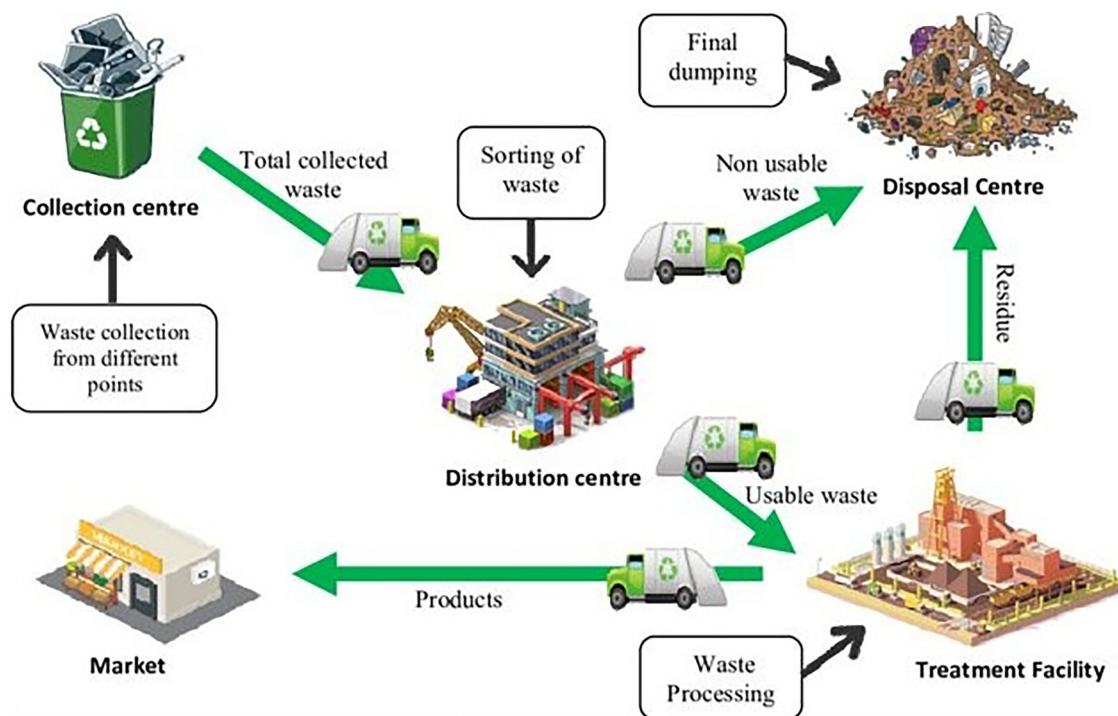 Final
dumping
Total collected
waste
Sorting of
waste
Non usable
waste
Collection centre
Disposal Centre
Waste collection
from different
points
Residue
Distribution centre
Usable waste
Products
Market
Waste
Processing
Treatment Facility